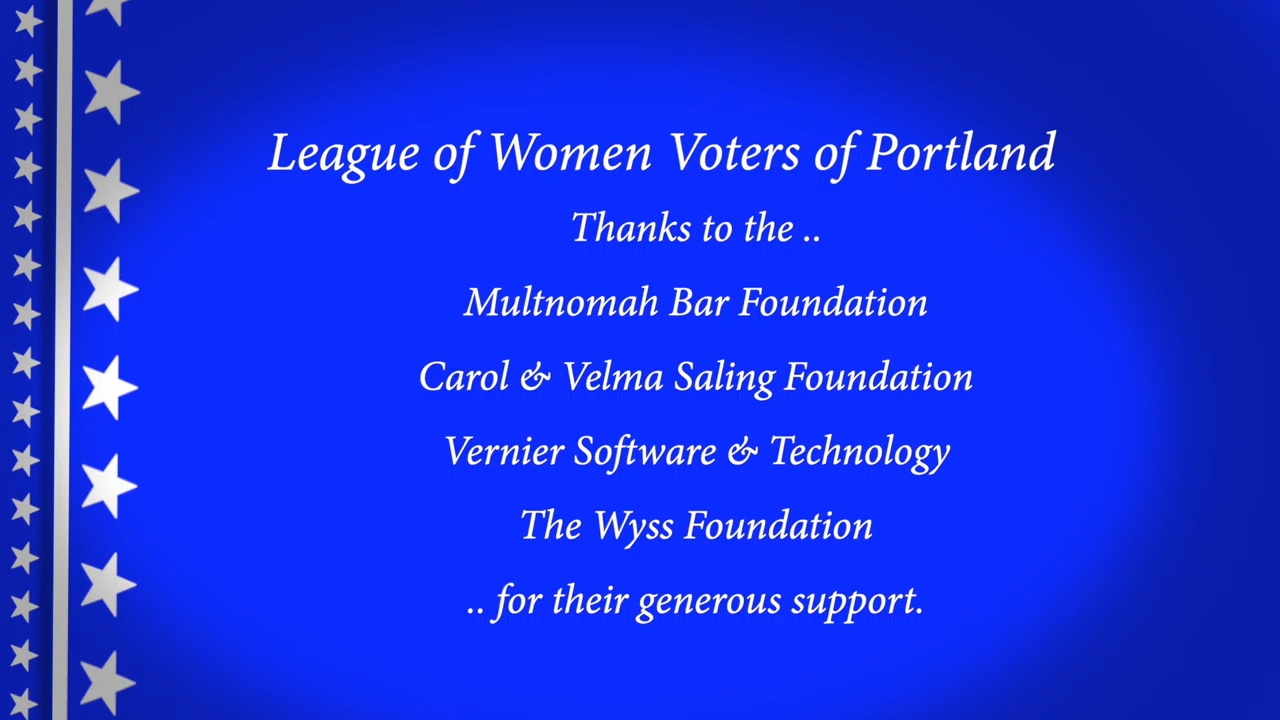 League of Women Voters of Portland
Thanks to the ..
Multnomah Bar Foundation
Carol & Velma Saling Foundation
Vernier Software & Technology
The Wyss Foundation
.. for their generous support.